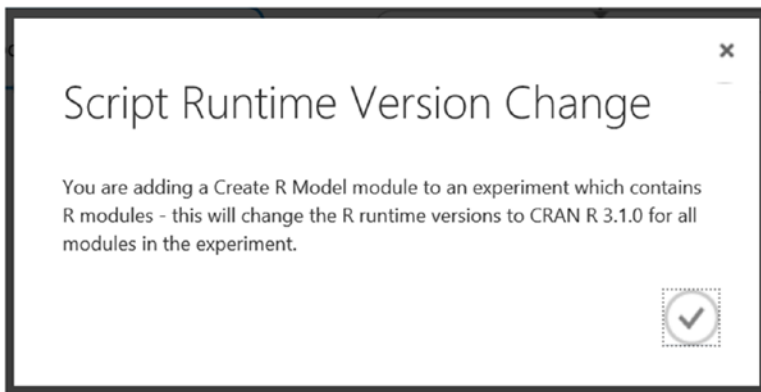 Script Runtime Version Change
You are adding a Create R Model module to an experiment which contains
R modules - this will change the R runtime versions to CRAN R 3.1.0 for all
modules in the experiment.